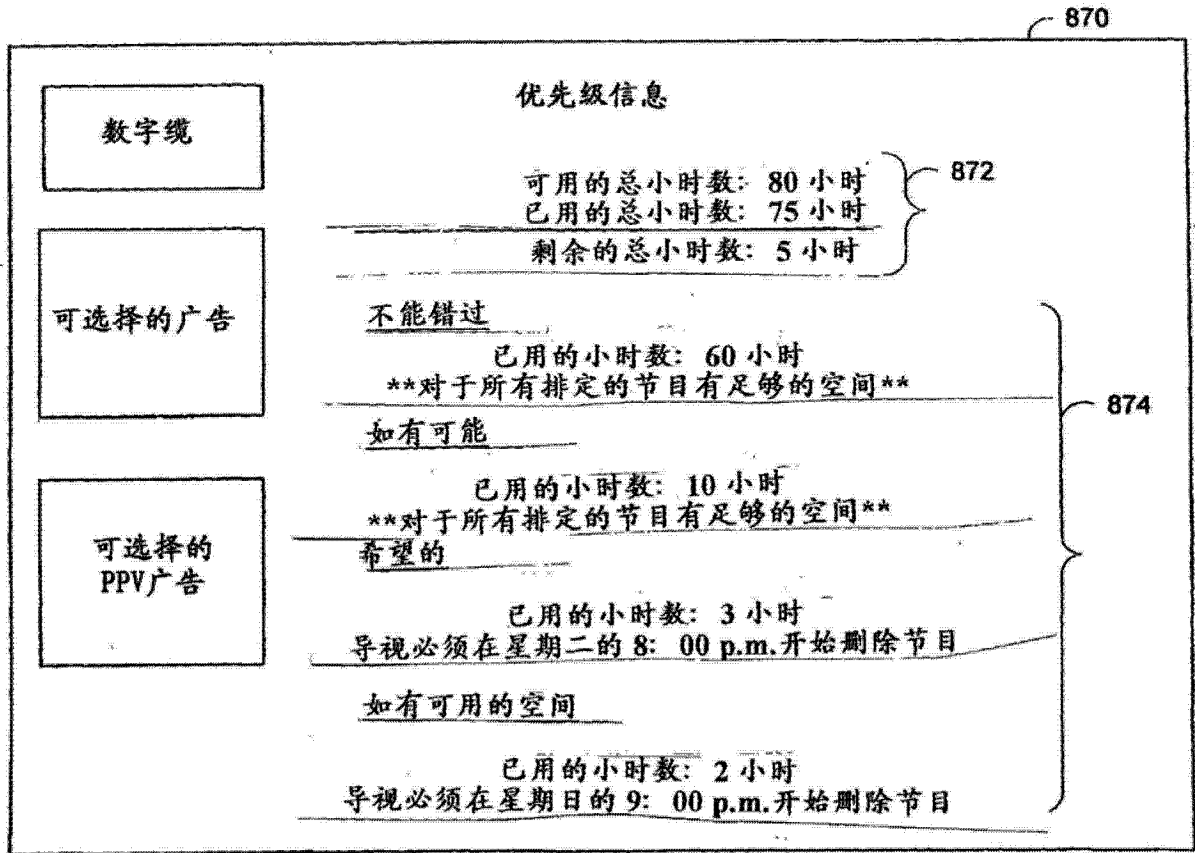 870
数字缆
优先级信息
可用的总小时数: 80 小时
872
已用的总小时数: 75 小时
剩余的总小时数: 5 小时
可选择的广告
不能错过
已用的小时数: 60 小时
**对于所有排定的节目有足够的空间**
874
如有可能
已用的小时数: 10 小时
**对于所有排定的节目有足够的空间**
可选择的
PPV广告
希望的
已用的小时数: 3 小时
导视必须在星期二的 8: 00 p.m.开始删除节目
如有可用的空间
已用的小时数: 2 小时
导视必须在星期日的 9: 00 p.m.开始删除节目